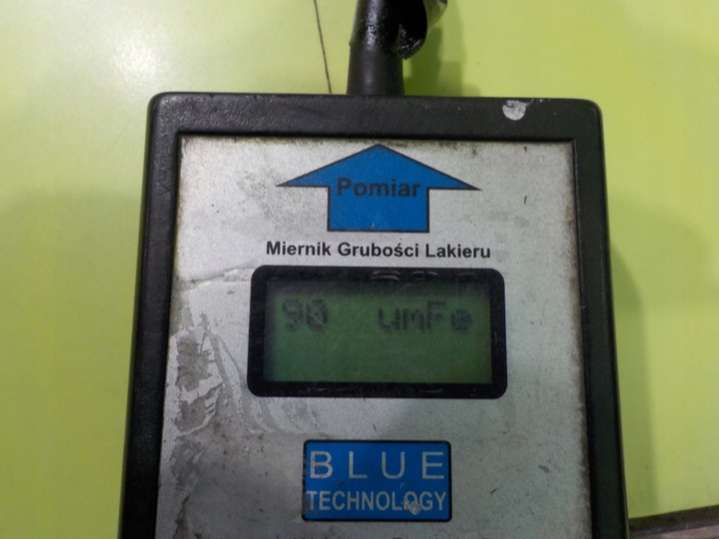 Pomiar
Miernik Grubości Lakieru
90 umFe
BLUE
TECHNOLOGY